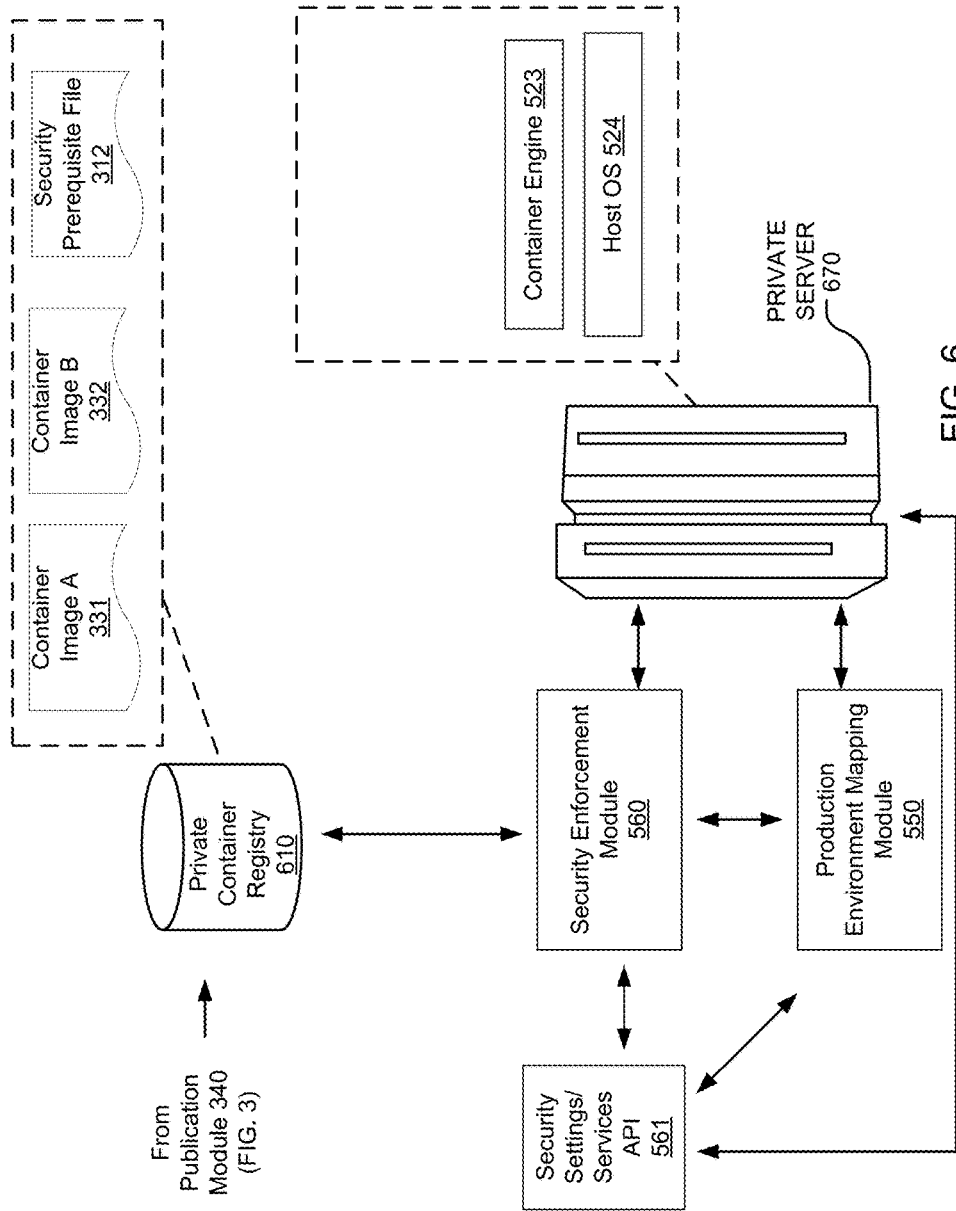 From
Publication
Module 340
(FIG. 3)
Private
Container
Registry
610
Container
Image A
331
Container
Image B
332
Security
Prerequisite File
312
Security
Settings/
Services
API
561
Security Enforcement
Module
560
Production
Environment Mapping
Module
550
Container Engine 523
Host OS 524
PRIVATE
SERVER
670
FIG. 6